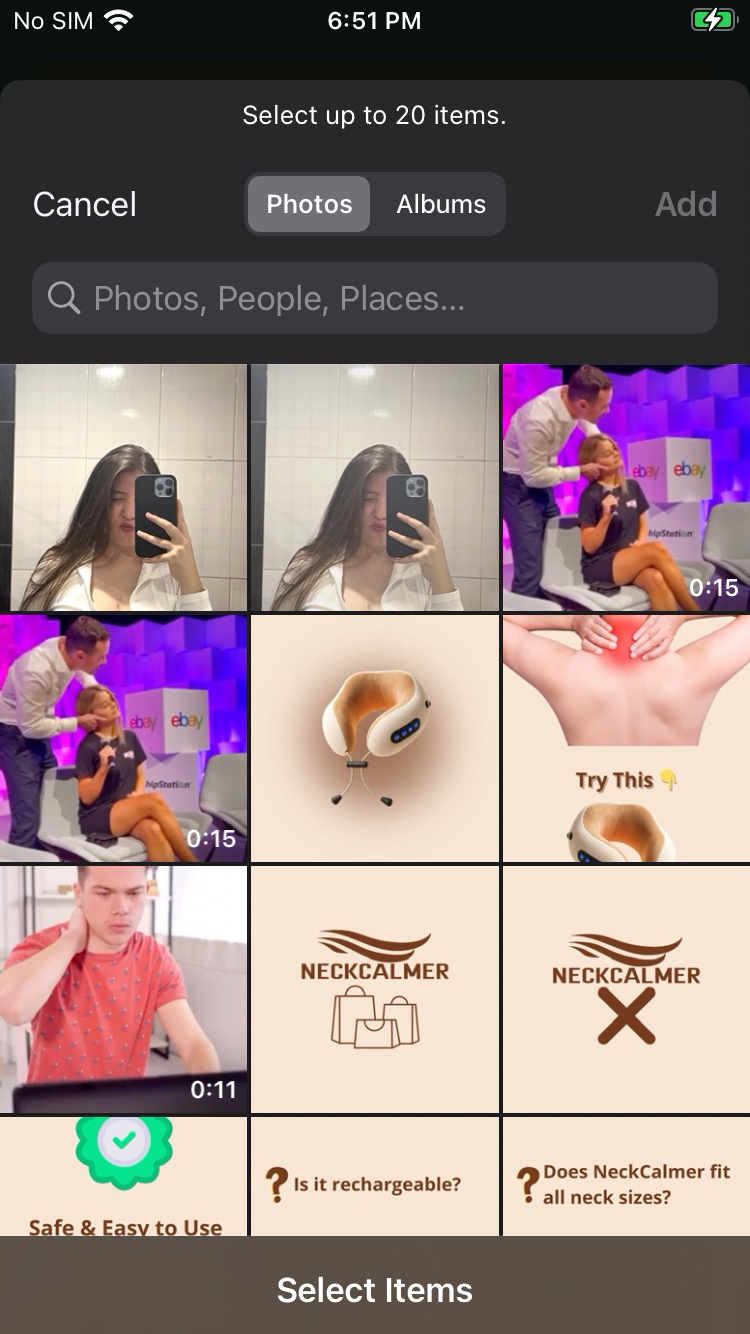 No SIM 6:51 PM
Select up to 20 items.
Cancel Photos Albums Add
Photos, People, Places...
ebay ebay
hipStation
0:15
ebay ebay
hipStation
0:15
Try This 👇
0:11
NECKCALMER
NECKCALMER
Safe & Easy to Use
? Is it rechargeable?
? Does NeckCalmer fit
all neck sizes?
Select Items